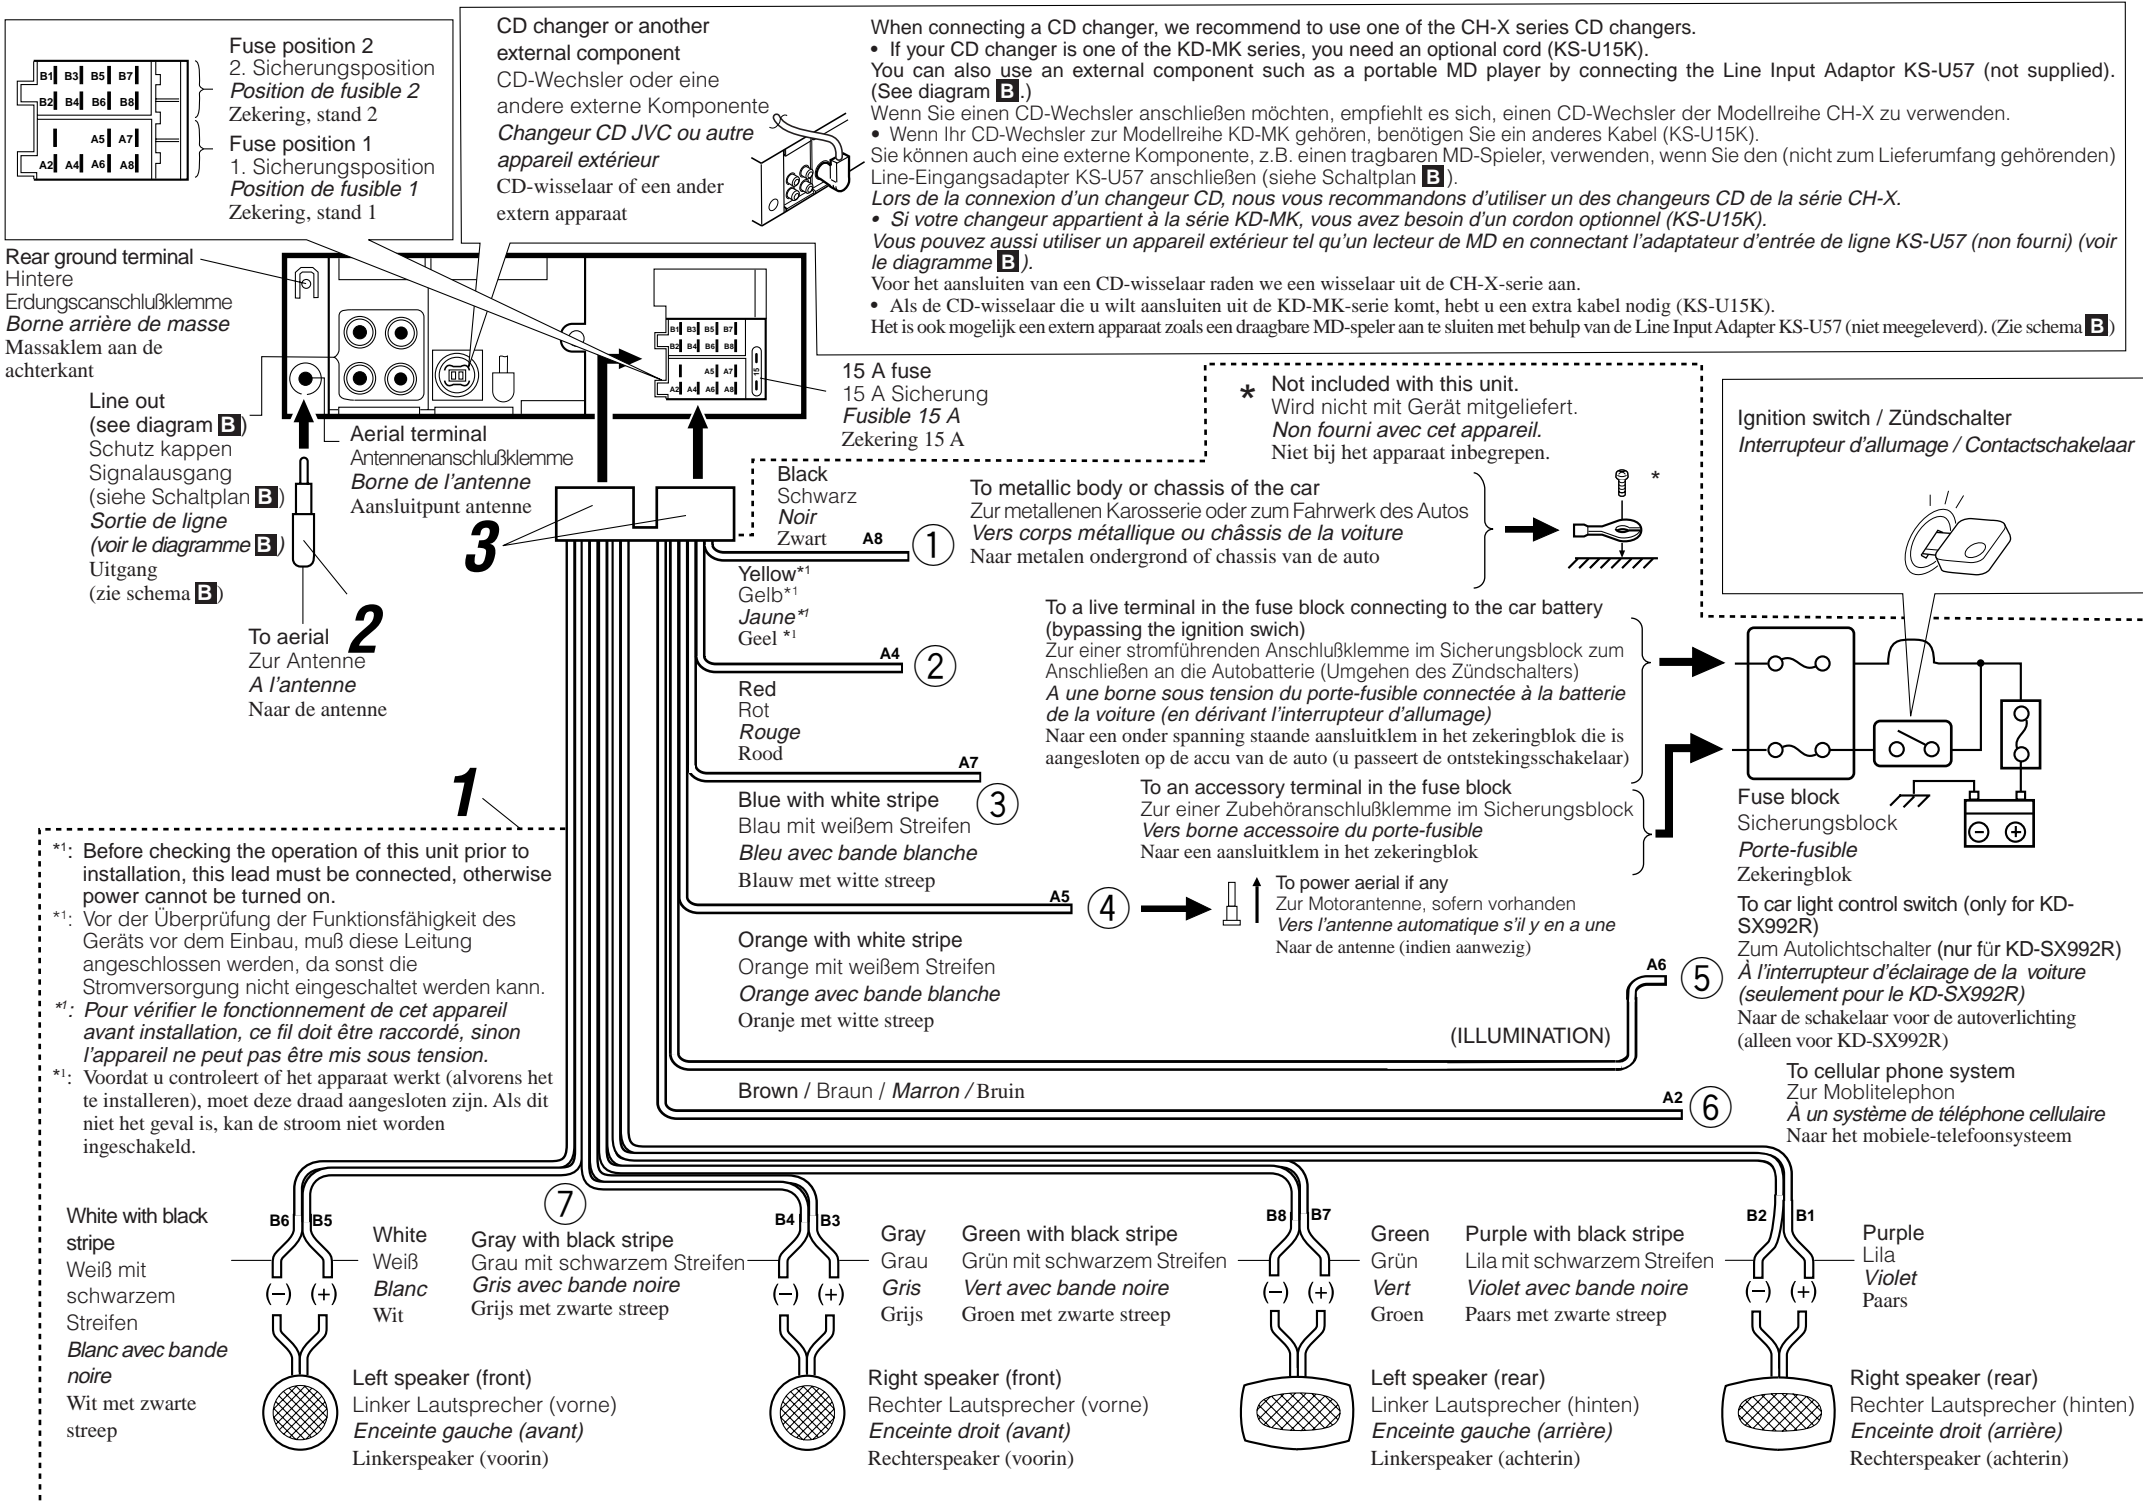 Fuse position 2
2. Sicherungsposition
Position de fusible 2
Zekering, stand 2
Fuse position 1
1. Sicherungsposition
Position de fusible 1
Zekering, stand 1
B1 B3 B5 B7
B2 B4 B6 B8
A5 A7
A2 A4 A6 A8
CD changer or another
external component
CD-Wechsler oder eine
andere externe Komponente
Changeur CD JVC ou autre
appareil extérieur
CD-wisselaar of een ander
extern apparaat
When connecting a CD changer, we recommend to use one of the CH-X series CD changers.
• If your CD changer is one of the KD-MK series, you need an optional cord (KS-U15K).
You can also use an external component such as a portable MD player by connecting the Line Input Adaptor KS-U57 (not supplied).
(See diagram B.)
Wenn Sie einen CD-Wechsler anschließen möchten, empfiehlt es sich, einen CD-Wechsler der Modellreihe CH-X zu verwenden.
• Wenn Ihr CD-Wechsler zur Modellreihe KD-MK gehören, benötigen Sie ein anderes Kabel (KS-U15K).
Sie können auch eine externe Komponente, z.B. einen tragbaren MD-Spieler, verwenden, wenn Sie den (nicht zum Lieferumfang gehörenden)
Line-Eingangsadapter KS-U57 anschließen (siehe Schaltplan B).
Lors de la connexion d'un changeur CD, nous vous recommandons d'utiliser un des changeurs CD de la série CH-X.
• Si votre changeur appartient à la série KD-MK, vous avez besoin d'un cordon optionnel (KS-U15K).
Vous pouvez aussi utiliser un appareil extérieur tel qu'un lecteur de MD en connectant l'adaptateur d'entrée de ligne KS-U57 (non fourni) (voir
le diagramme B).
Voor het aansluiten van een CD-wisselaar raden we een wisselaar uit de CH-X-serie aan.
• Als de CD-wisselaar die u wilt aansluiten uit de KD-MK-serie komt, hebt u een extra kabel nodig (KS-U15K).
Het is ook mogelijk een extern apparaat zoals een draagbare MD-speler aan te sluiten met behulp van de Line Input Adapter KS-U57 (niet meegeleverd). (Zie schema B)
Rear ground terminal
Hintere
Erdungscanschlußklemme
Borne arrière de masse
Massaklem aan de
achterkant
B1 B3 B5 B7
B2 B4 B6 B8
A5 A7
A2 A4 A6 A8
15
15 A fuse
15 A Sicherung
Fusible 15 A
Zekering 15 A
Line out
(see diagram B)
Schutz kappen
Signalausgang
(siehe Schaltplan B)
Sortie de ligne
(voir le diagramme B)
Uitgang
(zie schema B)
Aerial terminal
Antennenanschlußklemme
Borne de l'antenne
Aansluitpunt antenne
To aerial
Zur Antenne
A l'antenne
Naar de antenne
2
3
* Not included with this unit.
Wird nicht mit Gerät mitgeliefert.
Non fourni avec cet appareil.
Niet bij het apparaat inbegrepen.
Ignition switch / Zündschalter
Interrupteur d'allumage / Contactschakelaar
Black
Schwarz
Noir
Zwart
A8
1
To metallic body or chassis of the car
Zur metallenen Karosserie oder zum Fahrwerk des Autos
Vers corps métallique ou châssis de la voiture
Naar metalen ondergrond of chassis van de auto
*
Yellow*1
Gelb*1
Jaune*1
Geel *1
A4
2
To a live terminal in the fuse block connecting to the car battery
(bypassing the ignition swich)
Zur einer stromführenden Anschlußklemme im Sicherungsblock zum
Anschließen an die Autobatterie (Umgehen des Zündschalters)
A une borne sous tension du porte-fusible connectée à la batterie
de la voiture (en dérivant l'interrupteur d'allumage)
Naar een onder spanning staande aansluitklem in het zekeringblok die is
aangesloten op de accu van de auto (u passeert de ontstekingsschakelaar)
Red
Rot
Rouge
Rood
A7
3
To an accessory terminal in the fuse block
Zur einer Zubehöranschlußklemme im Sicherungsblock
Vers borne accessoire du porte-fusible
Naar een aansluitklem in het zekeringblok
Fuse block
Sicherungsblock
Porte-fusible
Zekeringblok
Blue with white stripe
Blau mit weißem Streifen
Bleu avec bande blanche
Blauw met witte streep
A5
4
To power aerial if any
Zur Motorantenne, sofern vorhanden
Vers l'antenne automatique s'il y en a une
Naar de antenne (indien aanwezig)
Orange with white stripe
Orange mit weißem Streifen
Orange avec bande blanche
Oranje met witte streep
(ILLUMINATION)
A6
5
To car light control switch (only for KD-
SX992R)
Zum Autolichtschalter (nur für KD-SX992R)
À l'interrupteur d'éclairage de la voiture
(seulement pour le KD-SX992R)
Naar de schakelaar voor de autoverlichting
(alleen voor KD-SX992R)
Brown / Braun / Marron / Bruin
A2
6
To cellular phone system
Zur Moblitelephon
À un système de téléphone cellulaire
Naar het mobiele-telefoonsysteem
1
*1: Before checking the operation of this unit prior to
installation, this lead must be connected, otherwise
power cannot be turned on.
*1: Vor der Überprüfung der Funktionsfähigkeit des
Geräts vor dem Einbau, muß diese Leitung
angeschlossen werden, da sonst die
Stromversorgung nicht eingeschaltet werden kann.
*1: Pour vérifier le fonctionnement de cet appareil
avant installation, ce fil doit être raccordé, sinon
l'appareil ne peut pas être mis sous tension.
*1: Voordat u controleert of het apparaat werkt (alvorens het
te installeren), moet deze draad aangesloten zijn. Als dit
niet het geval is, kan de stroom niet worden
ingeschakeld.
7
White with black
stripe
Weiß mit
schwarzem
Streifen
Blanc avec bande
noire
Wit met zwarte
streep
B6 B5
(−) (+)
White
Weiß
Blanc
Wit
Left speaker (front)
Linker Lautsprecher (vorne)
Enceinte gauche (avant)
Linkerspeaker (voorin)
Gray with black stripe
Grau mit schwarzem Streifen
Gris avec bande noire
Grijs met zwarte streep
B4 B3
(−) (+)
Gray
Grau
Gris
Grijs
Right speaker (front)
Rechter Lautsprecher (vorne)
Enceinte droit (avant)
Rechterspeaker (voorin)
Green with black stripe
Grün mit schwarzem Streifen
Vert avec bande noire
Groen met zwarte streep
B8 B7
(−) (+)
Green
Grün
Vert
Groen
Left speaker (rear)
Linker Lautsprecher (hinten)
Enceinte gauche (arrière)
Linkerspeaker (achterin)
Purple with black stripe
Lila mit schwarzem Streifen
Violet avec bande noire
Paars met zwarte streep
B2 B1
(−) (+)
Purple
Lila
Violet
Paars
Right speaker (rear)
Rechter Lautsprecher (hinten)
Enceinte droit (arrière)
Rechterspeaker (achterin)